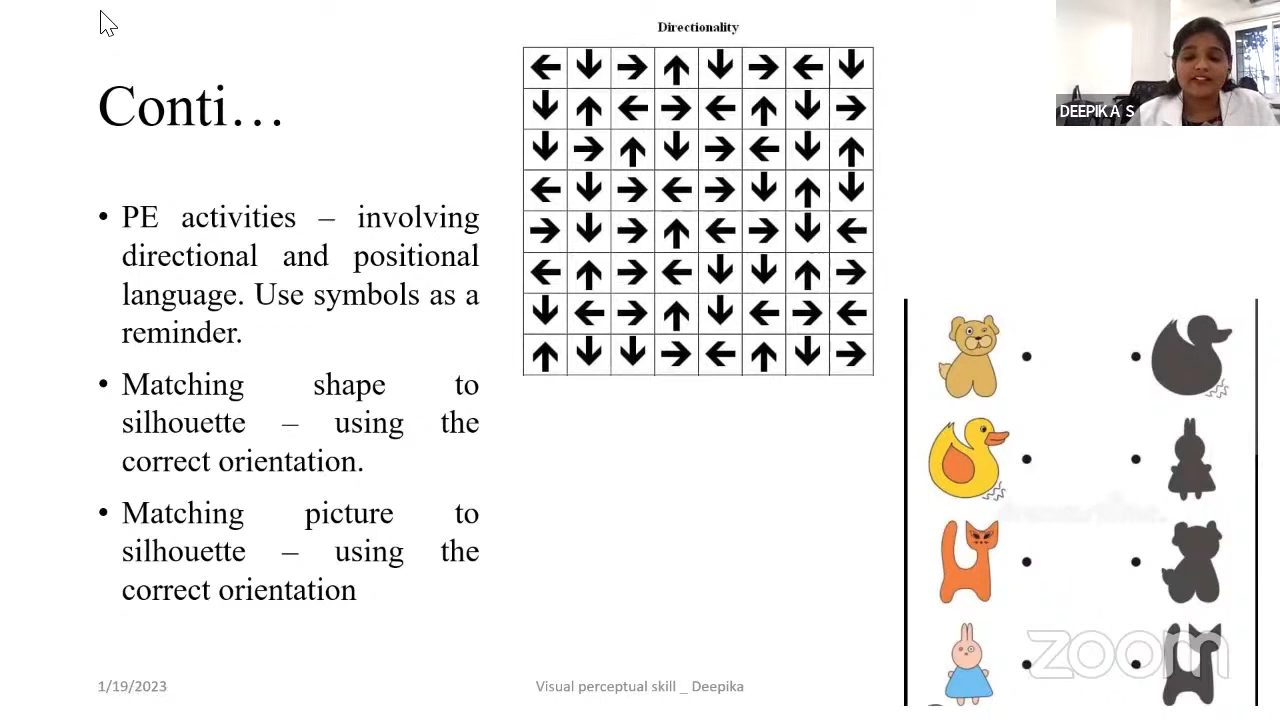 Directionality
DEEPIKA S
Conti…
• PE activities – involving
directional and positional
language. Use symbols as a
reminder.
• Matching shape to
silhouette – using the
correct orientation.
• Matching picture to
silhouette – using the
correct orientation
zoom
1/19/2023
Visual perceptual skill _ Deepika